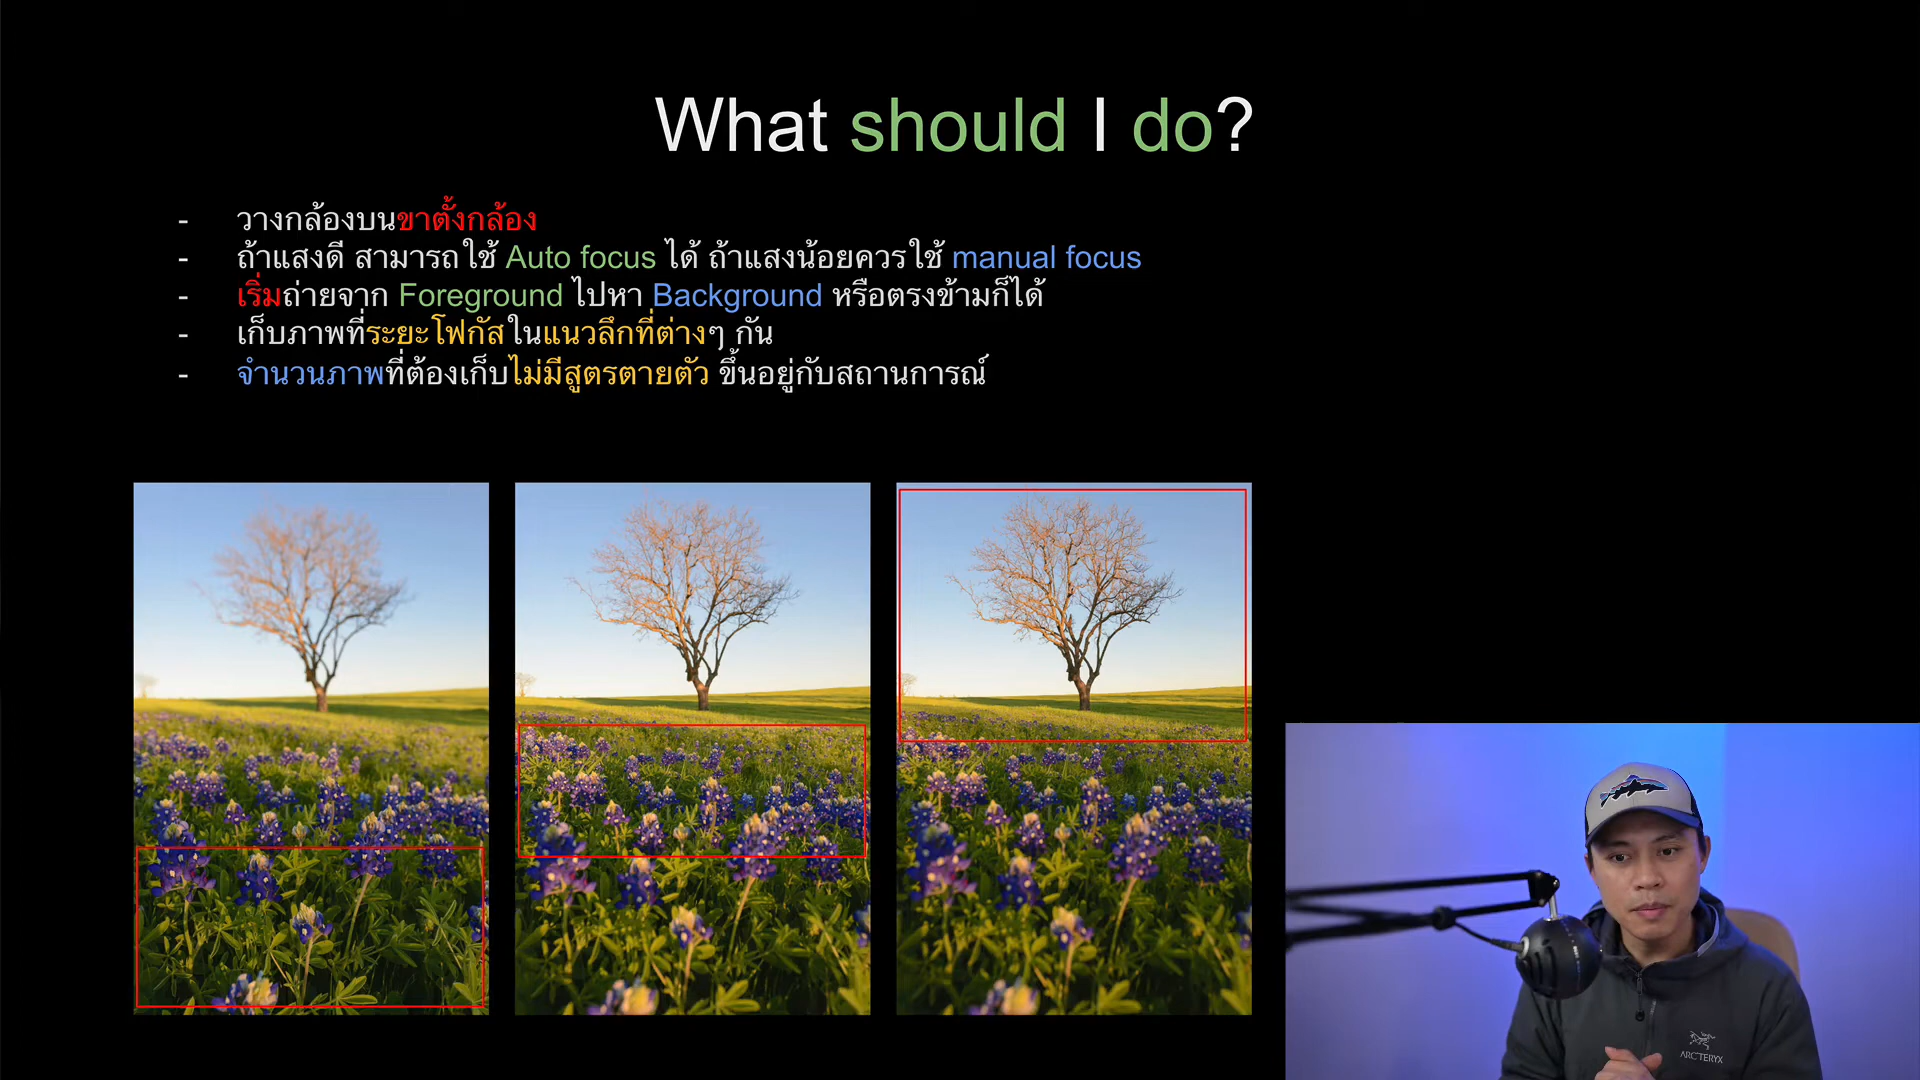 What should I do?
- วางกล้องบนขาตั้งกล้อง
- ถ้าแสงดี สามารถใช้ Auto focus ได้ ถ้าแสงน้อยควรใช้ manual focus
- เริ่มถ่ายจาก Foreground ไปหา Background หรือตรงข้ามก็ได้
- เก็บภาพที่ระยะโฟกัสในแนวลึกที่ต่างๆ กัน
- จำนวนภาพที่ต้องเก็บไม่มีสูตรตายตัว ขึ้นอยู่กับสถานการณ์
ARC'TERYX